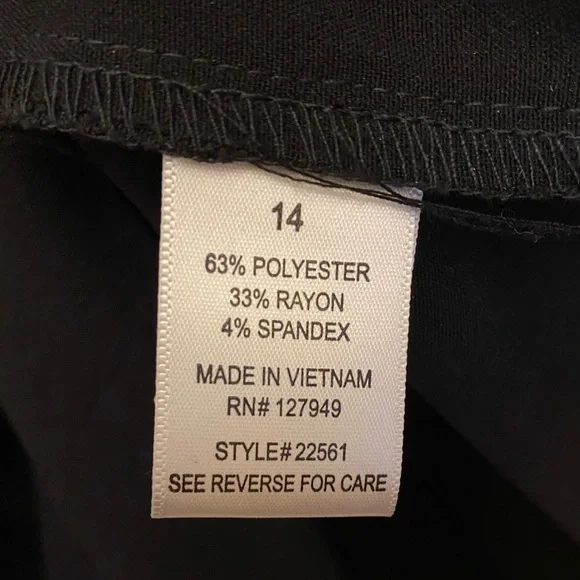 14
63% POLYESTER
33% RAYON
4% SPANDEX
MADE IN VIETNAM
RN# 127949
STYLE#22561
SEE REVERSE FOR CARE